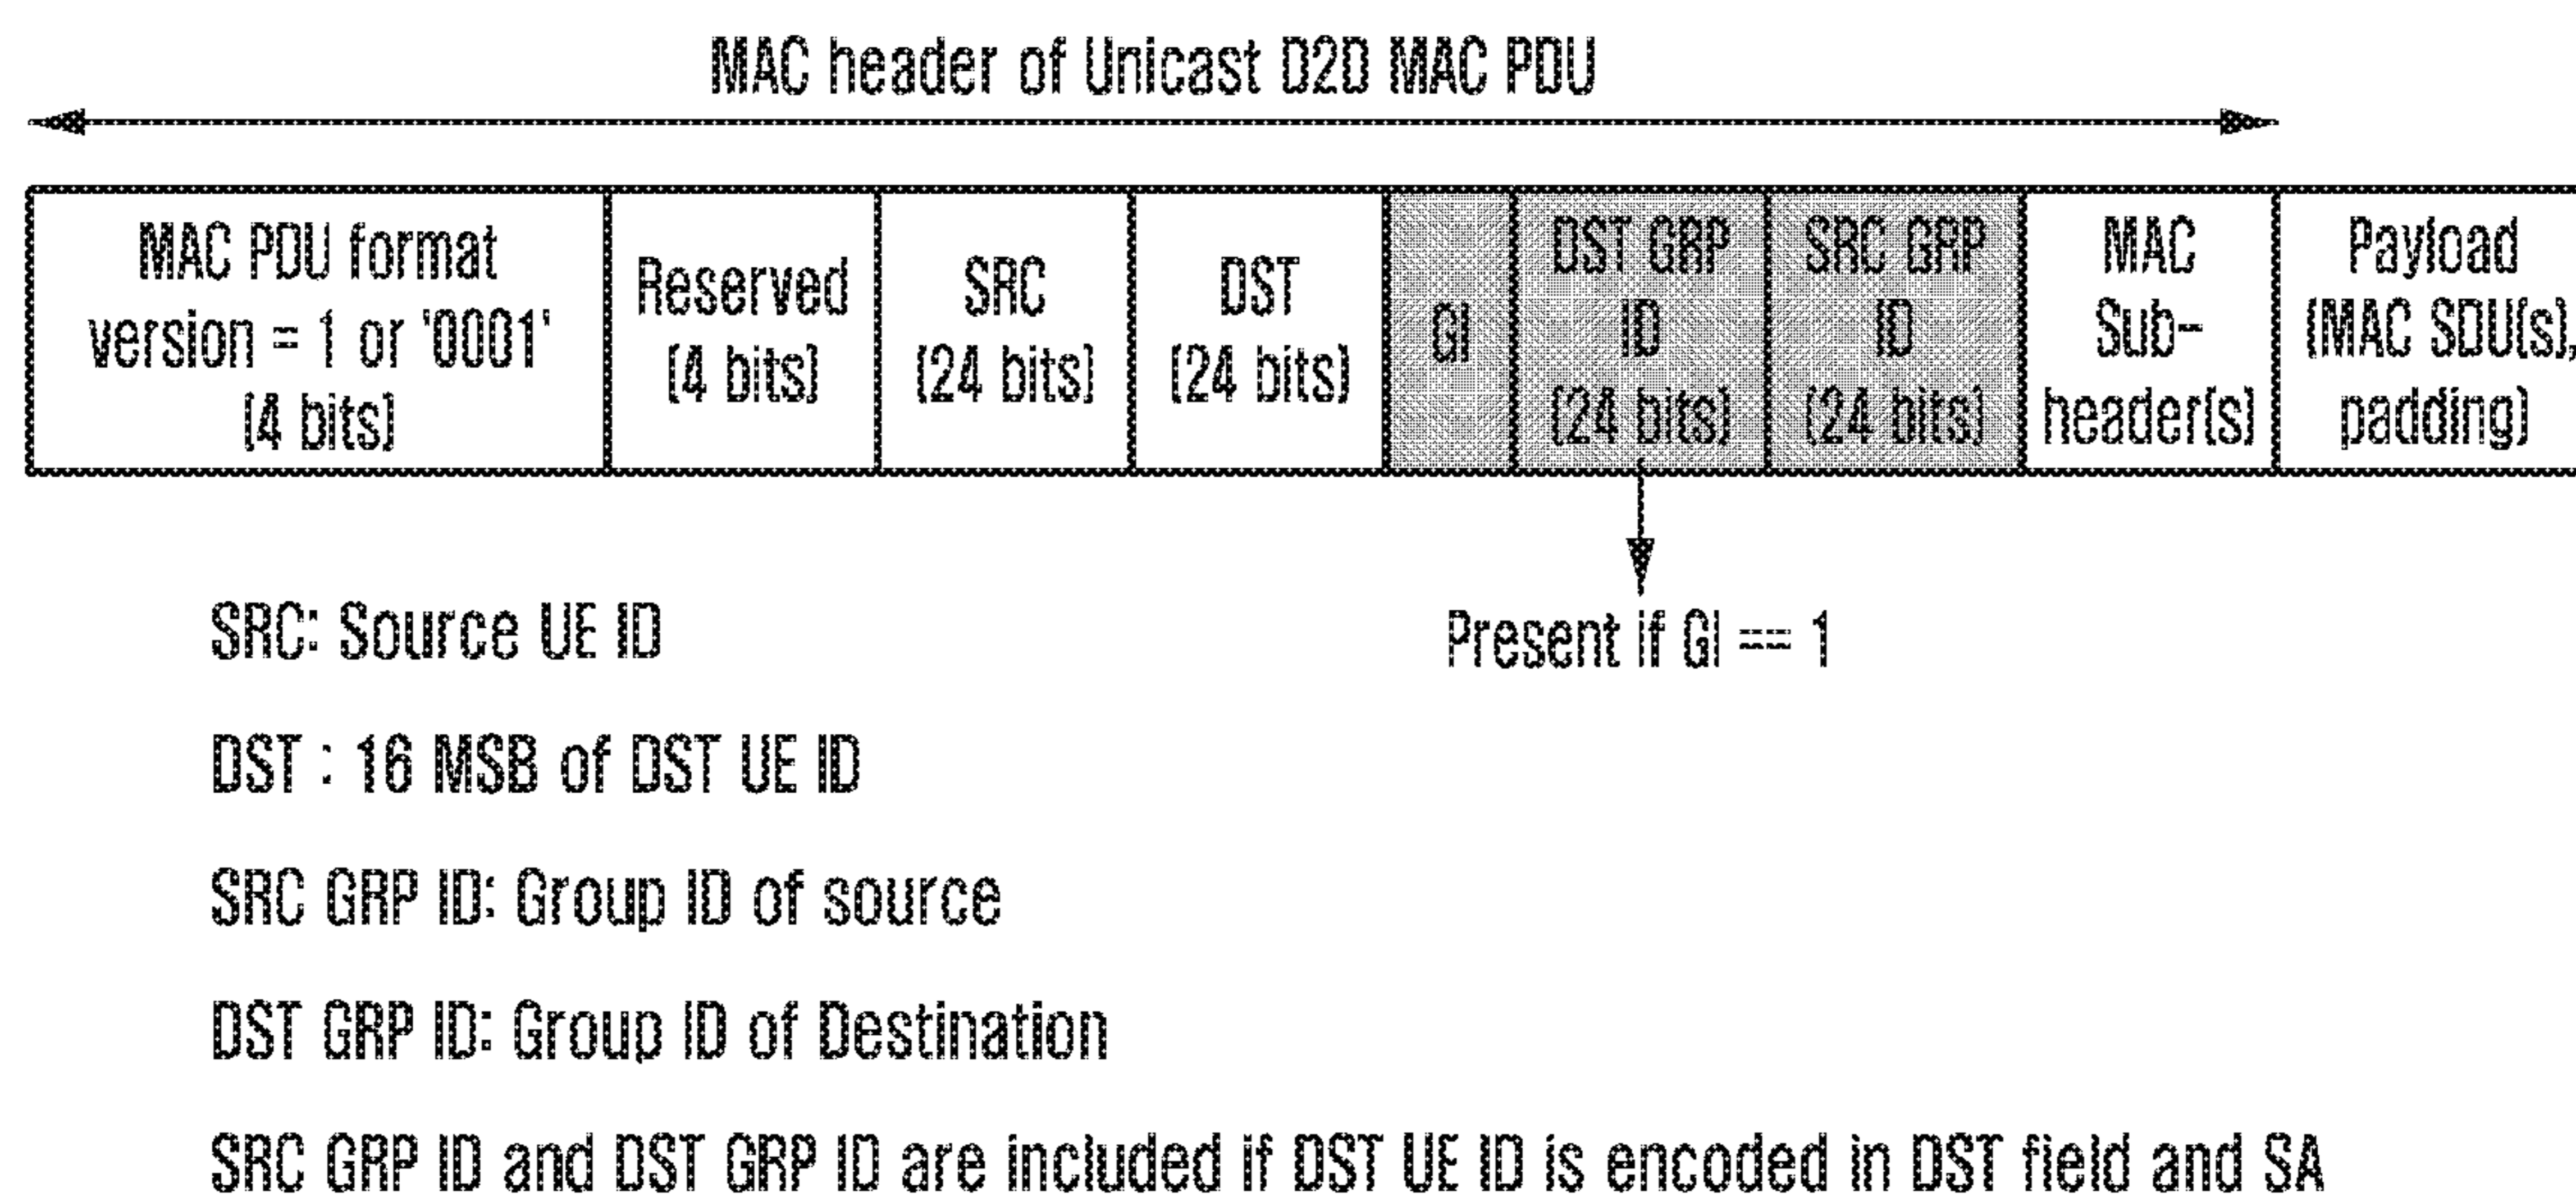 MAC header of Unicast D2D MAC PDU
MAC PDU format
version = 1 or '0001'
(4 bits)
Reserved
(4 bits)
SRC
(24 bits)
DST
(24 bits)
GI
DST GRP
ID
(24 bits)
SRC GRP
ID
(24 bits)
MAC
Sub-
header(s)
Payload
(MAC SDU(s),
padding)
Present if GI == 1
SRC: Source UE ID
DST : 16 MSB of DST UE ID
SRC GRP ID: Group ID of source
DST GRP ID: Group ID of Destination
SRC GRP ID and DST GRP ID are included if DST UE ID is encoded in DST field and SA